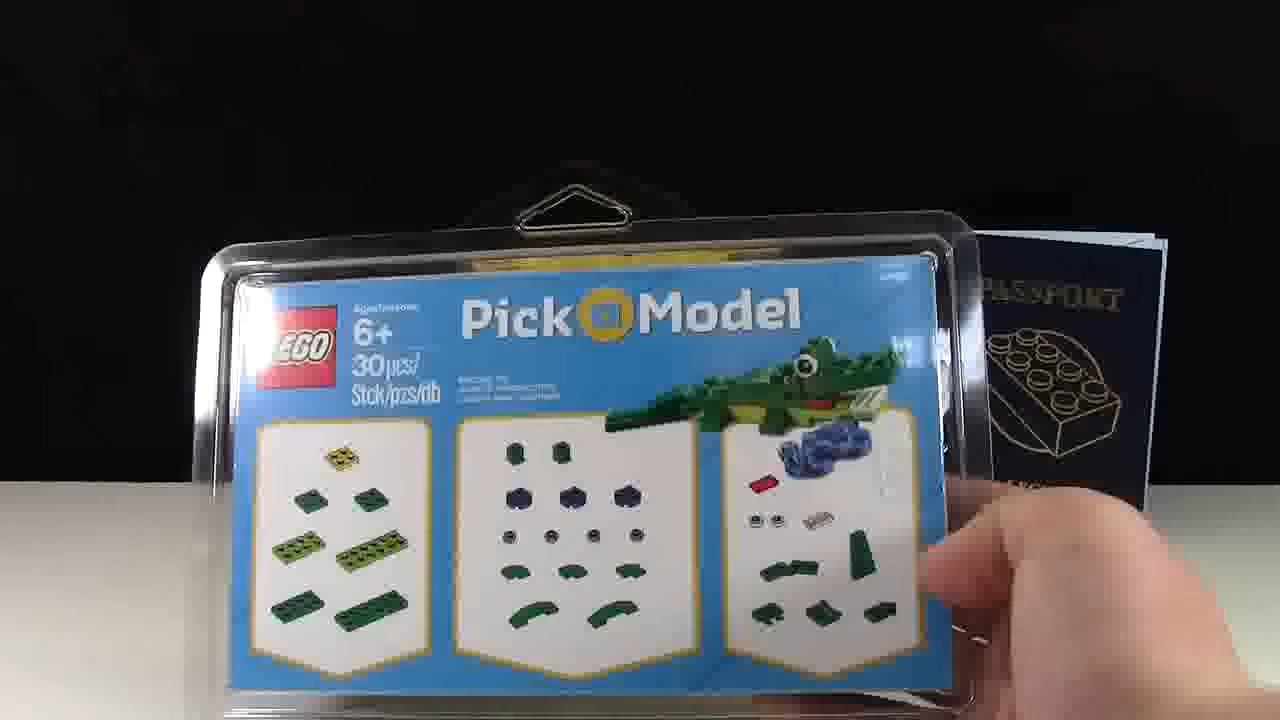 LEGO
6+
30pcs/
Stck/pzs/db
Pick a Model
PASSPORT